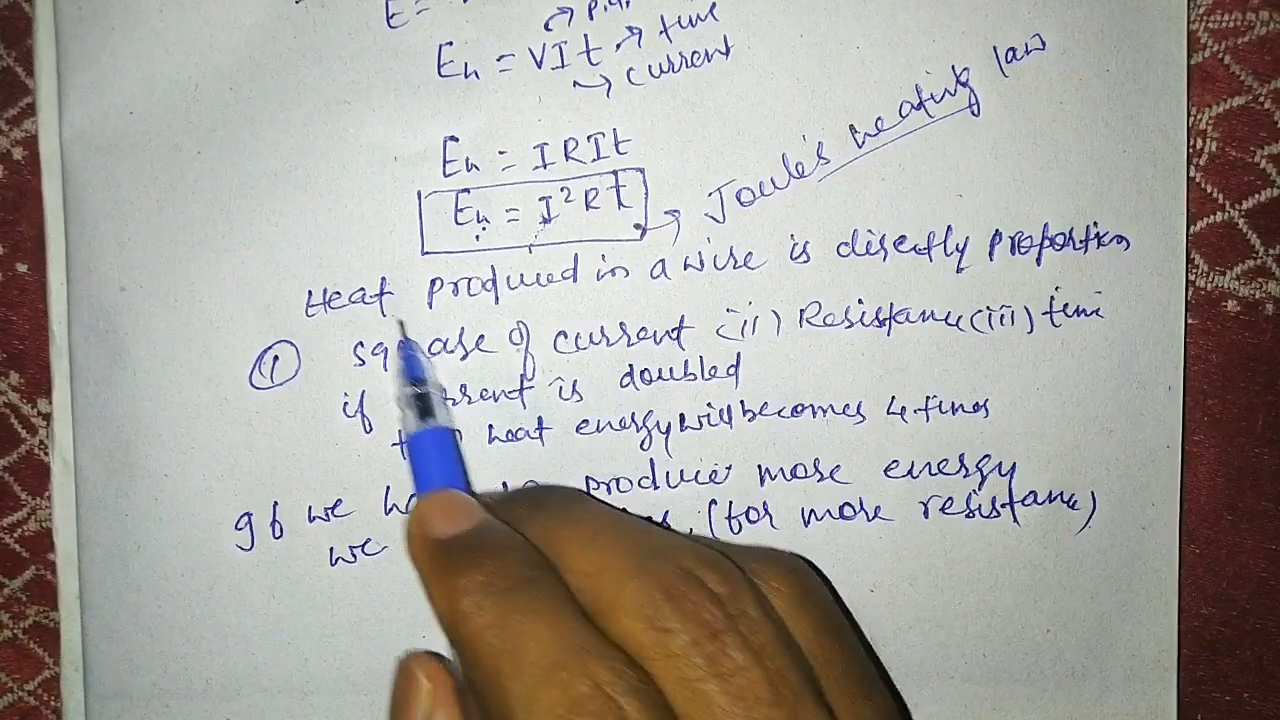 E =
Eₕ = VIt → time
→ current
Eₕ = IRIt
Eₕ = I²Rt → Joule's heating law
Heat produced in a wire is directly proportion
① square of current (ii) Resistance (iii) time
if current is doubled
heat energy will becomes 4 times
If we produce more energy
we (for more resistance)